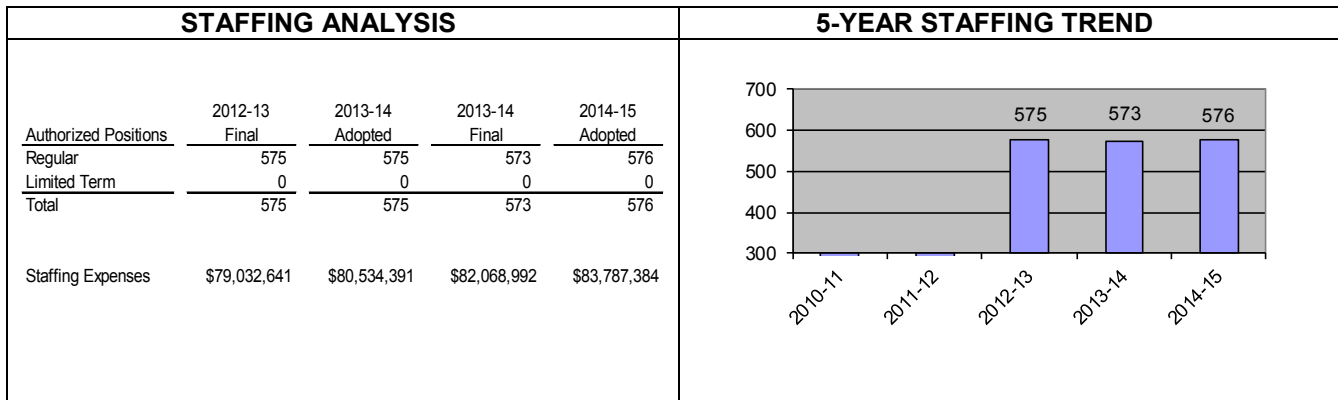 STAFFING ANALYSIS
2012-13 2013-14 2013-14 2014-15
Authorized Positions Final Adopted Final Adopted
Regular 575 575 573 576
Limited Term 0 0 0 0
Total 575 575 573 576
Staffing Expenses $79,032,641 $80,534,391 $82,068,992 $83,787,384
5-YEAR STAFFING TREND
700
600
500
400
300
575 573 576
2010-11 2011-12 2012-13 2013-14 2014-15